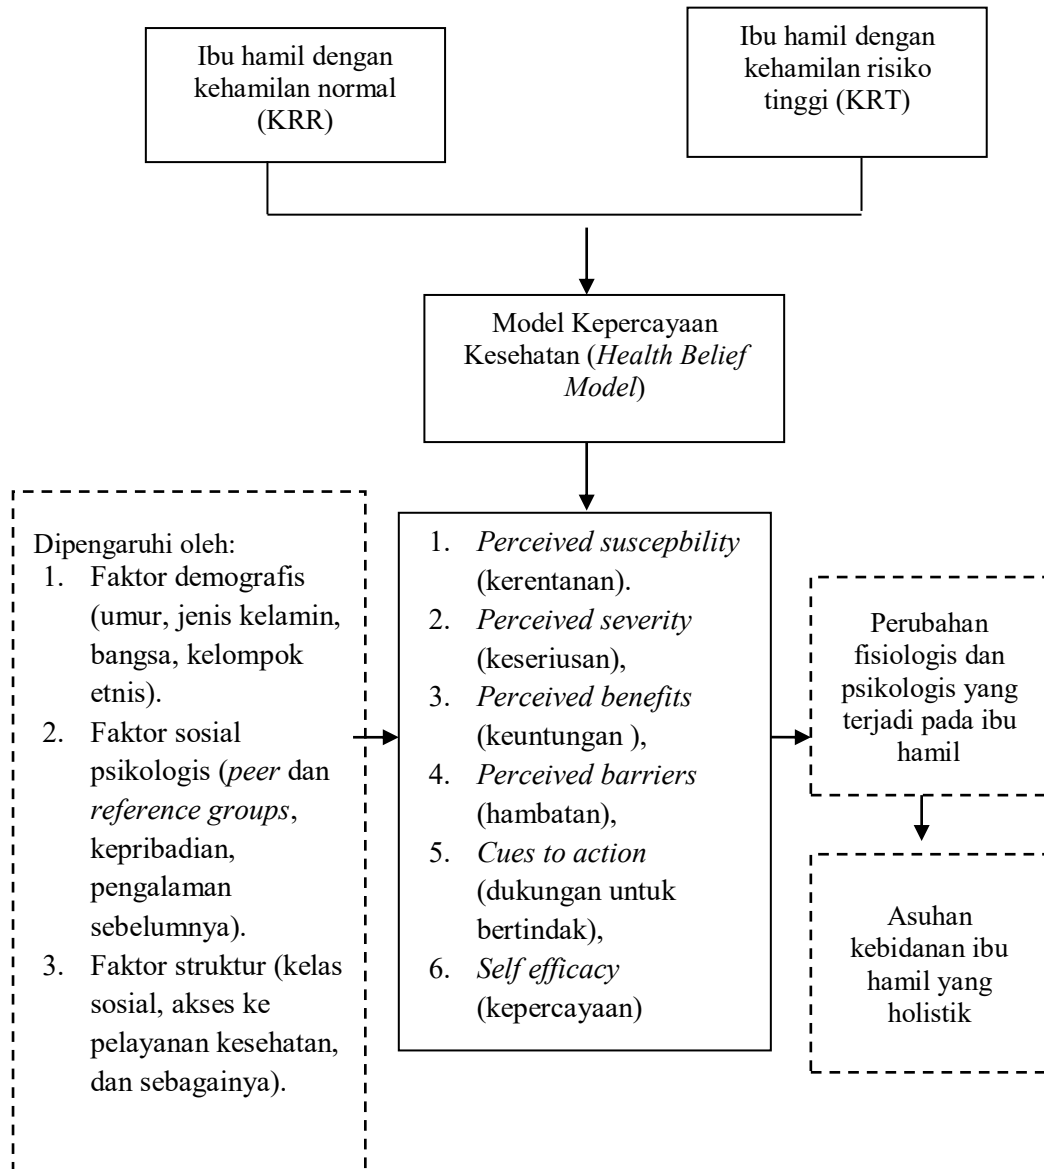 Ibu hamil dengan
kehamilan normal
(KRR)
Ibu hamil dengan
kehamilan risiko
tinggi (KRT)
Model Kepercayaan
Kesehatan (Health Belief
Model)
Dipengaruhi oleh:
1. Faktor demografis
(umur, jenis kelamin,
bangsa, kelompok
etnis).
2. Faktor sosial
psikologis (peer dan
reference groups,
kepribadian,
pengalaman
sebelumnya).
3. Faktor struktur (kelas
sosial, akses ke
pelayanan kesehatan,
dan sebagainya).
1. Perceived suscepbility
(kerentanan).
2. Perceived severity
(keseriusan),
3. Perceived benefits
(keuntungan ),
4. Perceived barriers
(hambatan),
5. Cues to action
(dukungan untuk
bertindak),
6. Self efficacy
(kepercayaan)
Perubahan
fisiologis dan
psikologis yang
terjadi pada ibu
hamil
Asuhan
kebidanan ibu
hamil yang
holistik